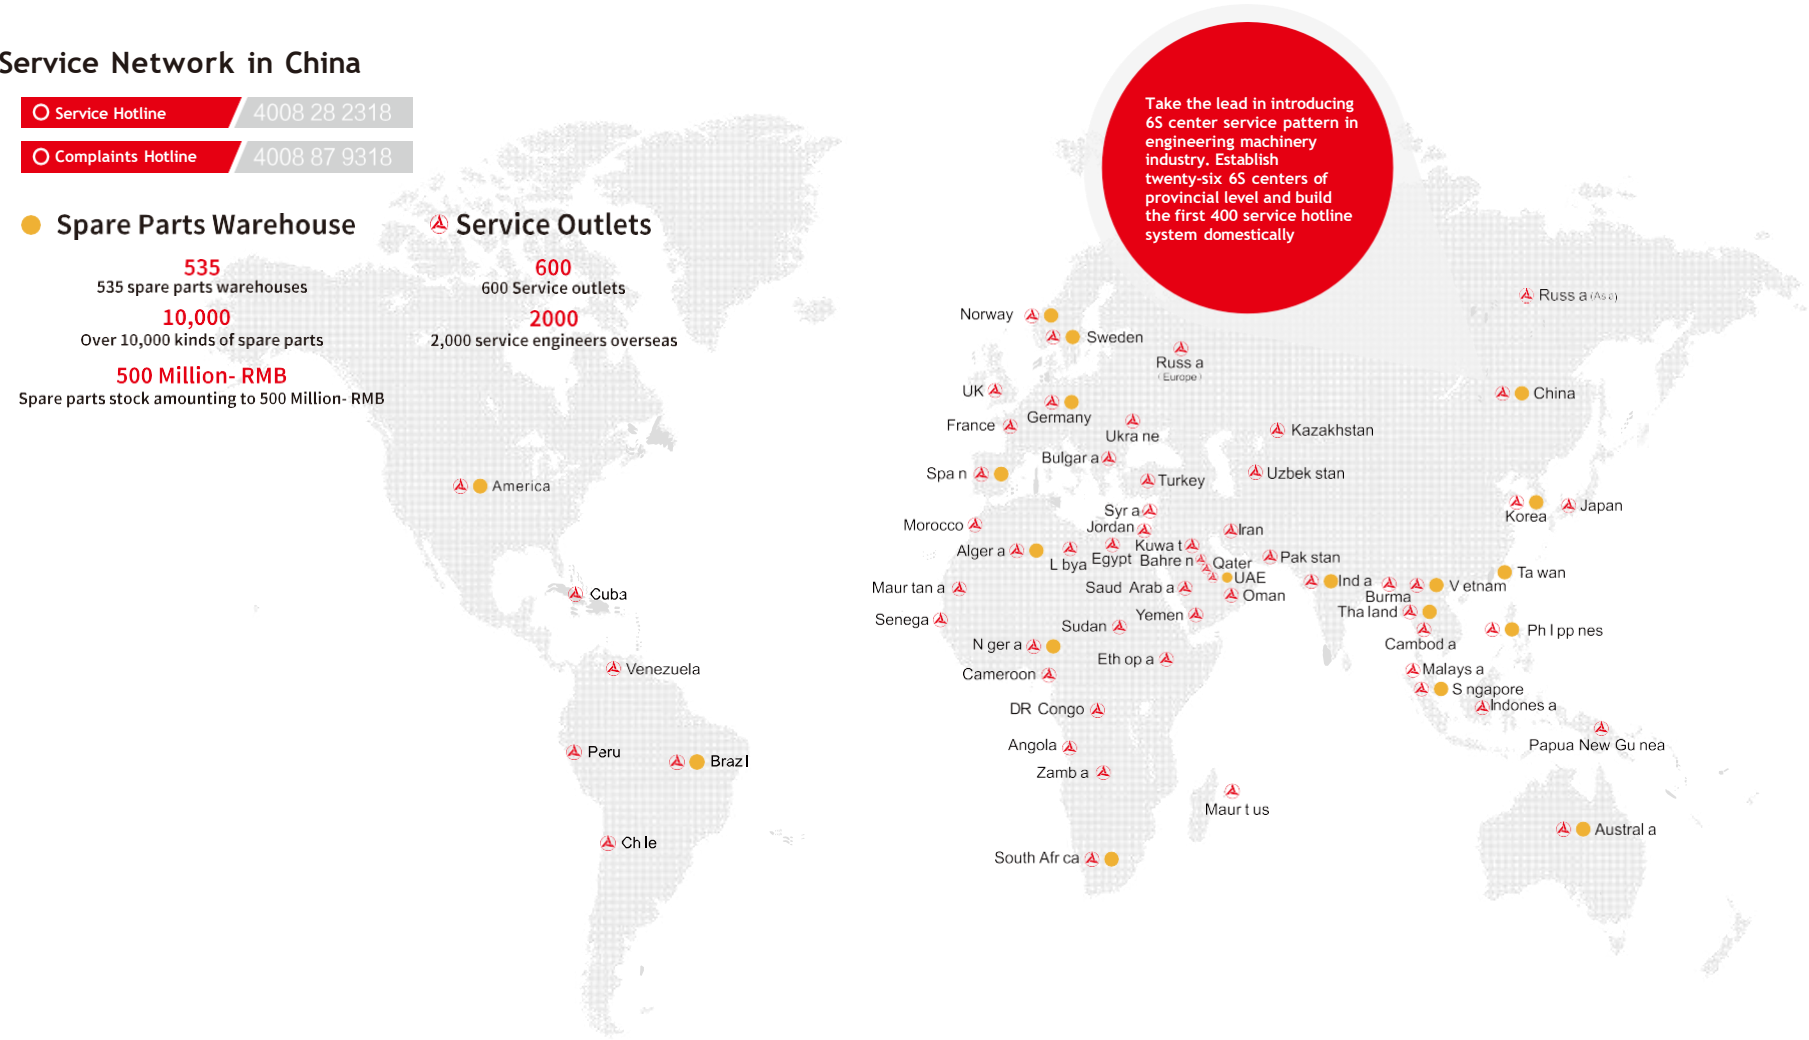 Service Network in China
Service Hotline 4008 28 2318
Complaints Hotline 4008 87 9318
Spare Parts Warehouse
535
535 spare parts warehouses
10,000
Over 10,000 kinds of spare parts
500 Million- RMB
Spare parts stock amounting to 500 Million- RMB
Service Outlets
600
600 Service outlets
2000
2,000 service engineers overseas
Take the lead in introducing
6S center service pattern in
engineering machinery
industry. Establish
twenty-six 6S centers of
provincial level and build
the first 400 service hotline
system domestically
America
Cuba
Venezuela
Peru
Brazl
Chle
Norway
Sweden
Russ a
(Europe)
Russ a (As a)
UK
Germany
France
Ukra ne
Bulgar a
Spa n
Turkey
Kazakhstan
Uzbek stan
China
Korea
Japan
Syr a
Jordan
Morocco
Iran
Alger a
L bya
Egypt
Kuwa t
Bahre n
Qater
UAE
Pak stan
Oman
Maur tan a
Saud Arab a
Senega
Sudan
Yemen
N ger a
Eth op a
Cameroon
DR Congo
Angola
Zamb a
Maur t us
South Afr ca
Ind a
Burma
V etnam
Ta wan
Tha land
Cambod a
Ph l pp nes
Malays a
S ngapore
Indones a
Papua New Gu nea
Austral a